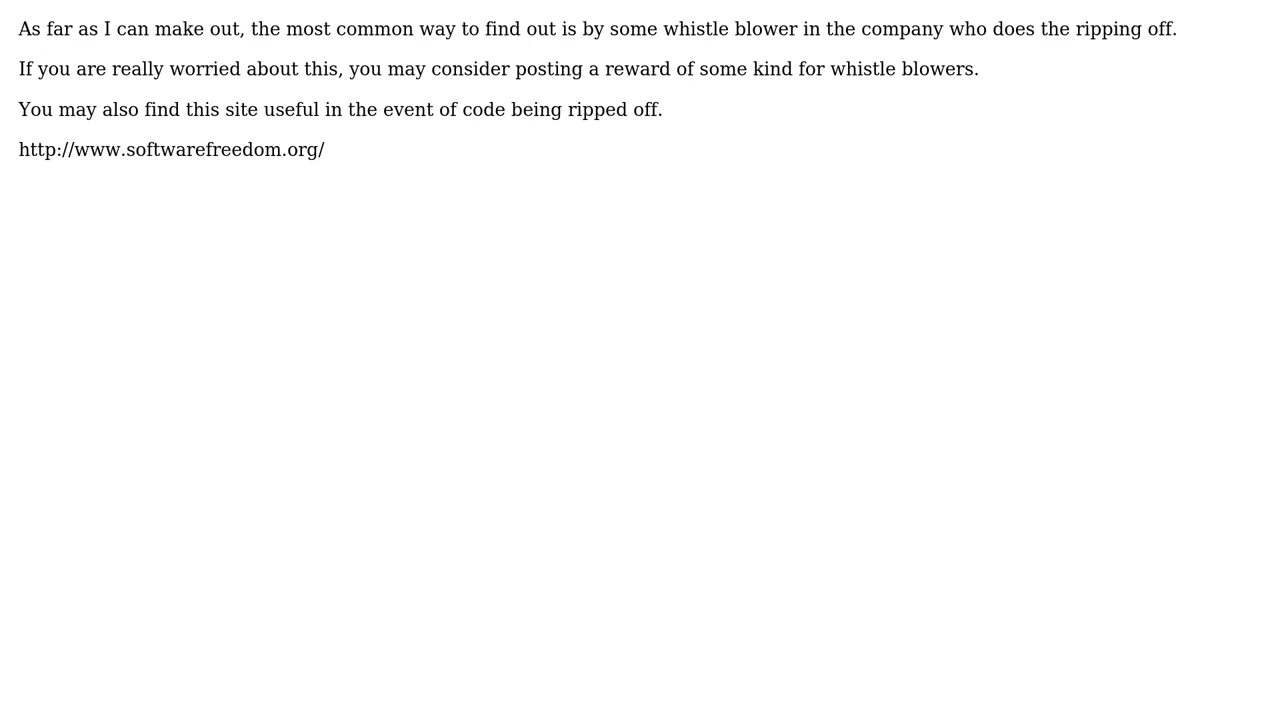 As far as I can make out, the most common way to find out is by some whistle blower in the company who does the ripping off.
If you are really worried about this, you may consider posting a reward of some kind for whistle blowers.
You may also find this site useful in the event of code being ripped off.
http://www.softwarefreedom.org/